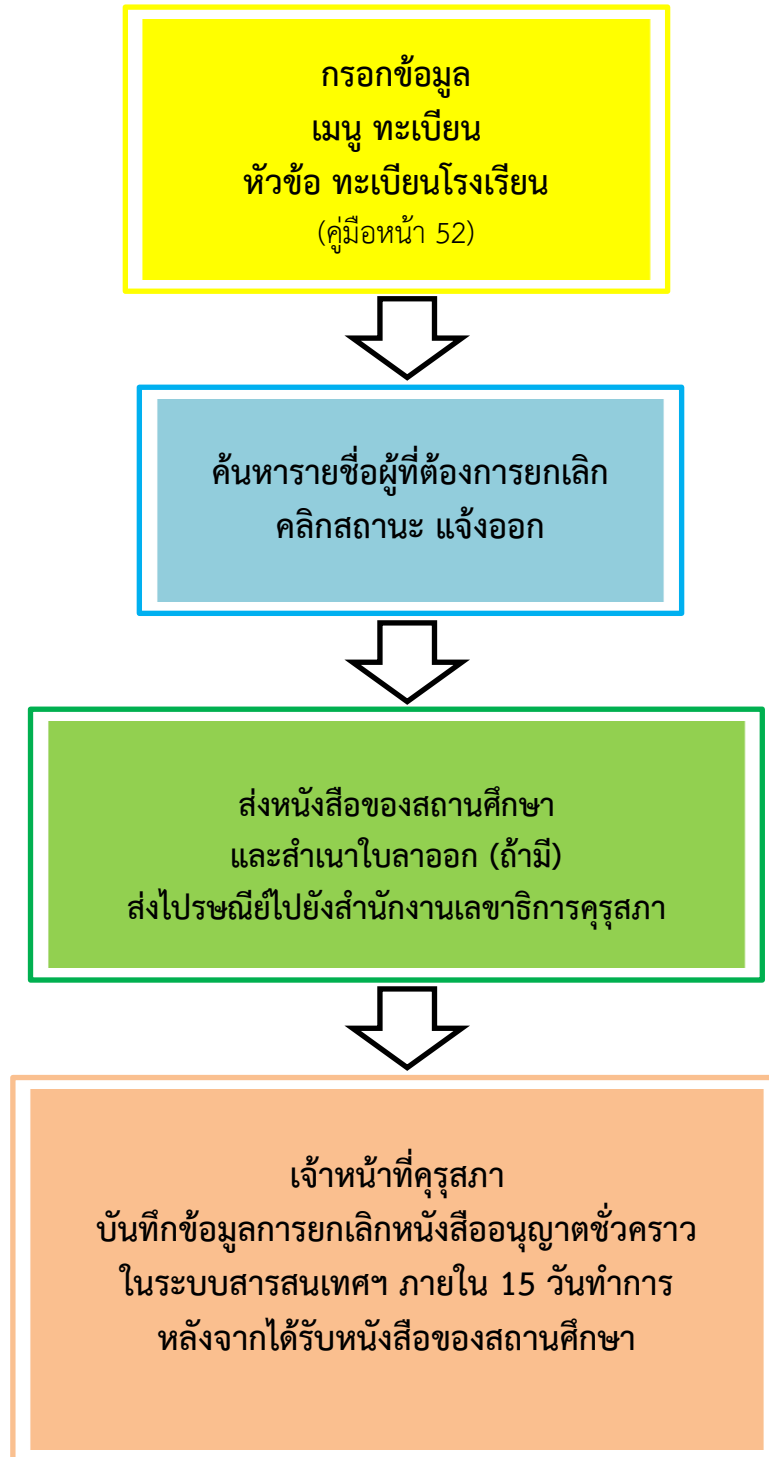 กรอกข้อมูล
เมนู ทะเบียน
หัวข้อ ทะเบียนโรงเรียน
(คู่มือหน้า 52)
ค้นหารายชื่อผู้ที่ต้องการยกเลิก
คลิกสถานะ แจ้งออก
ส่งหนังสือของสถานศึกษา
และสำเนาใบลาออก (ถ้ามี)
ส่งไปรษณีย์ไปยังสำนักงานเลขาธิการคุรุสภา
เจ้าหน้าที่คุรุสภา
บันทึกข้อมูลการยกเลิกหนังสืออนุญาตชั่วคราว
ในระบบสารสนเทศฯ ภายใน 15 วันทำการ
หลังจากได้รับหนังสือของสถานศึกษา